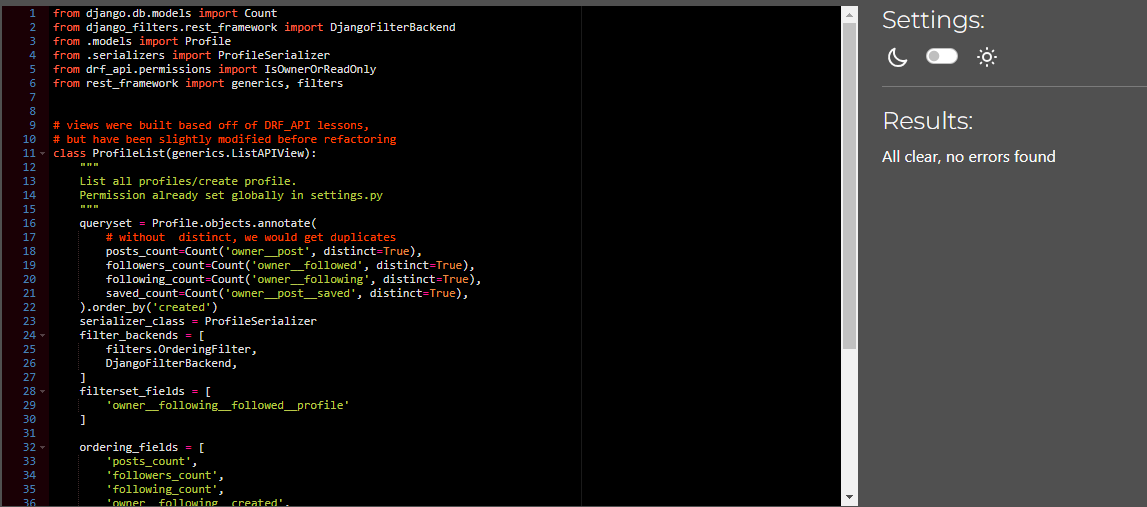 1 from django.db.models import Count
2 from django_filters.rest_framework import DjangoFilterBackend
3 from .models import Profile
4 from .serializers import ProfileSerializer
5 from drf_api.permissions import IsOwnerOrReadOnly
6 from rest_framework import generics, filters
7
8
9 # views were built based off of DRF_API lessons,
10 # but have been slightly modified before refactoring
11 class ProfileList(generics.ListAPIView):
12     """
13     List all profiles/create profile.
14     Permission already set globally in settings.py
15     """
16     queryset = Profile.objects.annotate(
17         # without  distinct, we would get duplicates
18         posts_count=Count('owner__post', distinct=True),
19         followers_count=Count('owner__followed', distinct=True),
20         following_count=Count('owner__following', distinct=True),
21         saved_count=Count('owner__post__saved', distinct=True),
22     ).order_by('created')
23     serializer_class = ProfileSerializer
24     filter_backends = [
25         filters.OrderingFilter,
26         DjangoFilterBackend,
27     ]
28     filterset_fields = [
29         'owner__following__followed__profile'
30     ]
31
32     ordering_fields = [
33         'posts_count',
34         'followers_count',
35         'following_count',
36         'owner__following__created',
Settings:
Results:
All clear, no errors found